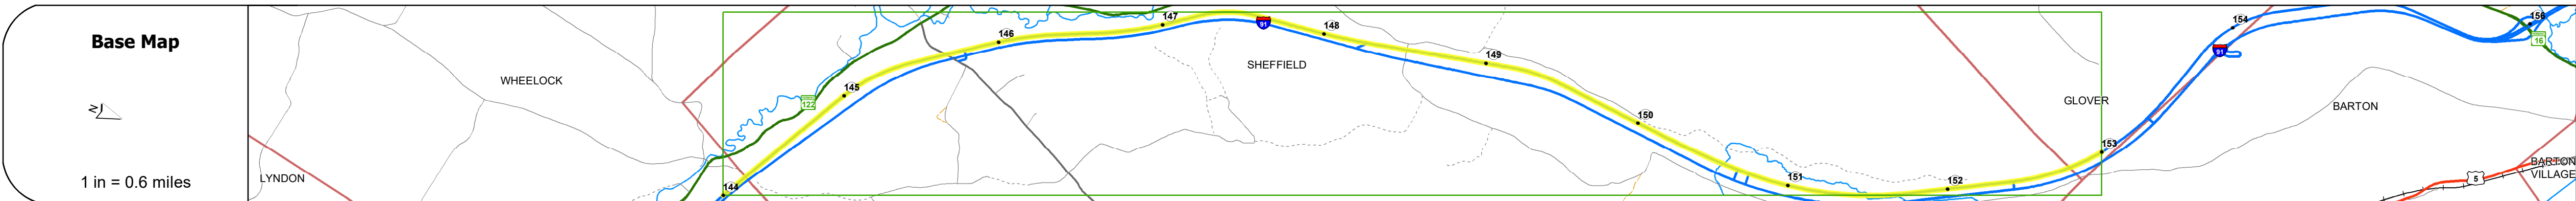 Base Map
N
1 in = 0.6 miles
LYNDON
WHEELOCK
122
144
145
146
147
91
148
SHEFFIELD
149
150
151
152
GLOVER
153
91
154
BARTON
156
16
5
BARTON
VILLAGE